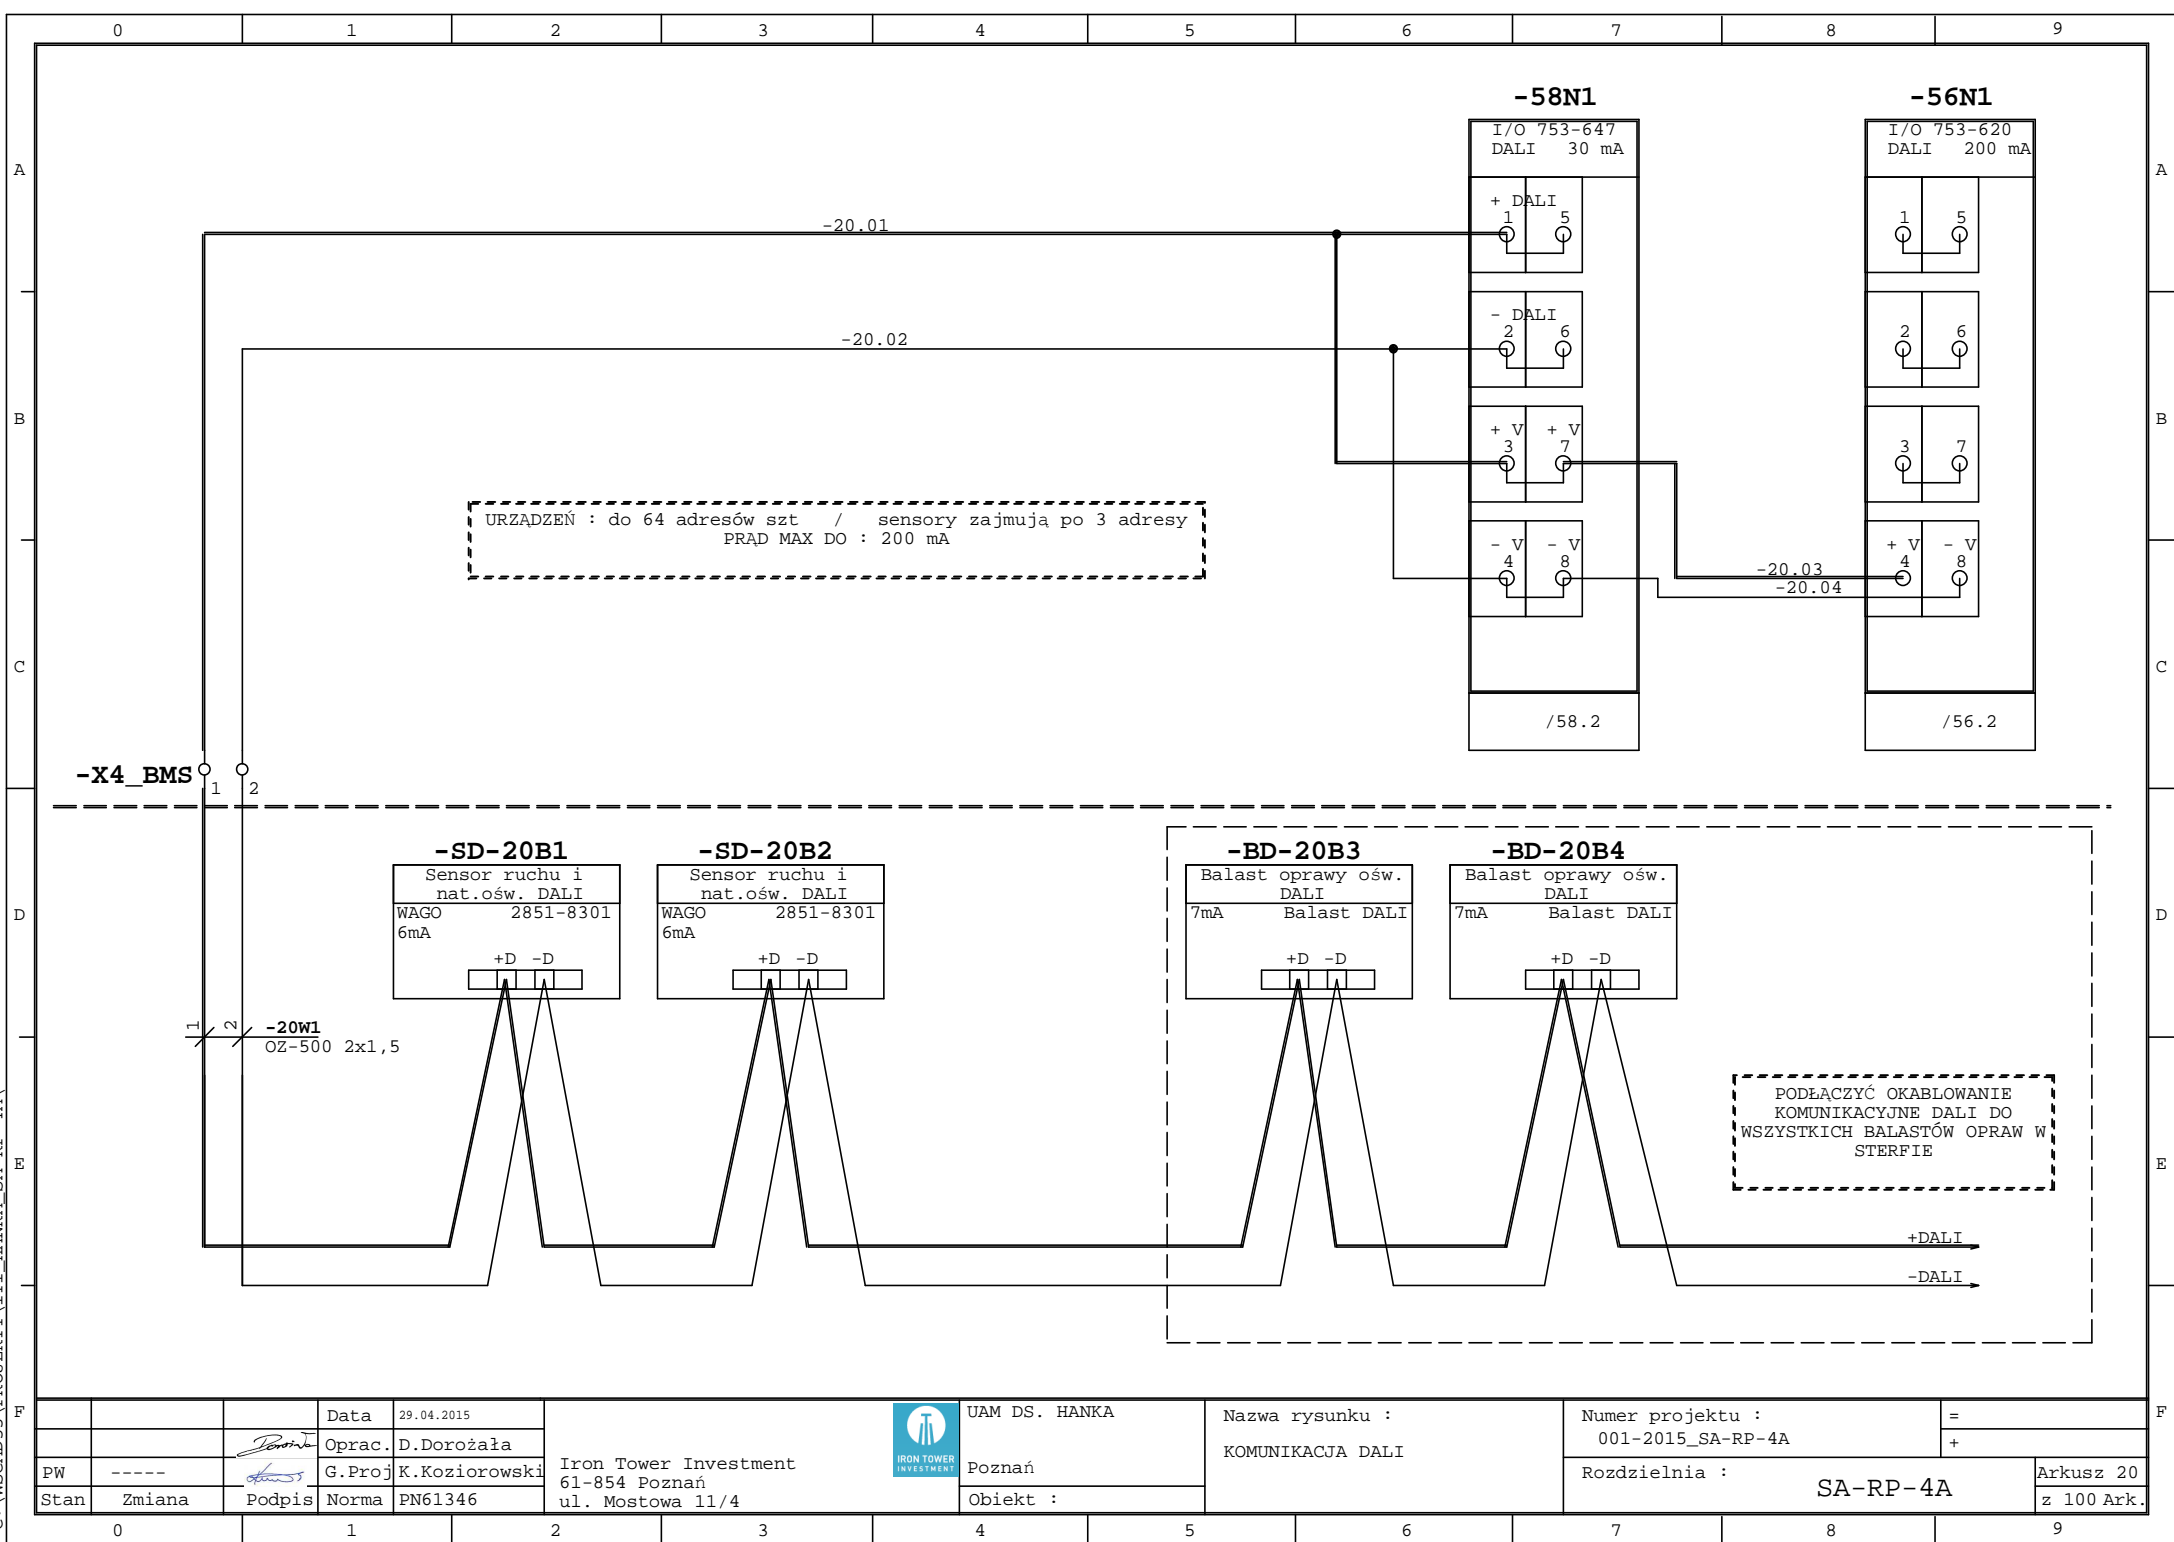 0 1 2 3 4 5 6 7 8 9
-58N1 -56N1
I/O 753-647
DALI 30 mA
I/O 753-620
DALI 200 mA
A A
+ DALI
1 5
1 5
-20.01
- DALI
2 6
2 6
-20.02
B B
+ V + V
3 7
3 7
URZĄDZEŃ : do 64 adresów szt / sensory zajmują po 3 adresy
PRĄD MAX DO : 200 mA
- V - V
4 8
+ V - V
4 8
-20.03
-20.04
C C
/58.2 /56.2
-X4_BMS
1 2
-SD-20B1 -SD-20B2 -BD-20B3 -BD-20B4
Sensor ruchu i
nat.ośw. DALI
WAGO 2851-8301
6mA
+D -D
Sensor ruchu i
nat.ośw. DALI
WAGO 2851-8301
6mA
+D -D
Balast oprawy ośw.
DALI
7mA Balast DALI
+D -D
Balast oprawy ośw.
DALI
7mA Balast DALI
+D -D
D D
1 2 -20W1
OZ-500 2x1,5
PODŁĄCZYĆ OKABLOWANIE
KOMUNIKACYJNE DALI DO
WSZYSTKICH BALASTÓW OPRAW W
STERFIE
E E
+DALI
-DALI
F F
Data 29.04.2015
Oprac. D.Dorożała
PW ----- G.Proj K.Koziorowski
Stan Zmiana Podpis Norma PN61346
Iron Tower Investment
61-854 Poznań
ul. Mostowa 11/4
IRON TOWER
INVESTMENT
UAM DS. HANKA
Poznań
Obiekt :
Nazwa rysunku :
KOMUNIKACJA DALI
Numer projektu :
001-2015_SA-RP-4A
Rozdzielnia :
SA-RP-4A
=
+
Arkusz 20
z 100 Ark.
0 1 2 3 4 5 6 7 8 9